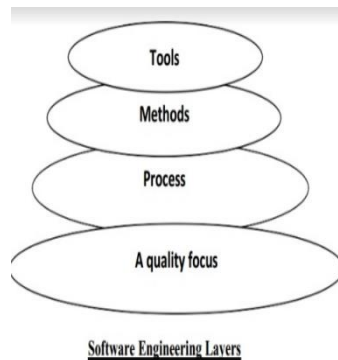 Tools
Methods
Process
A quality focus
Software Engineering Layers